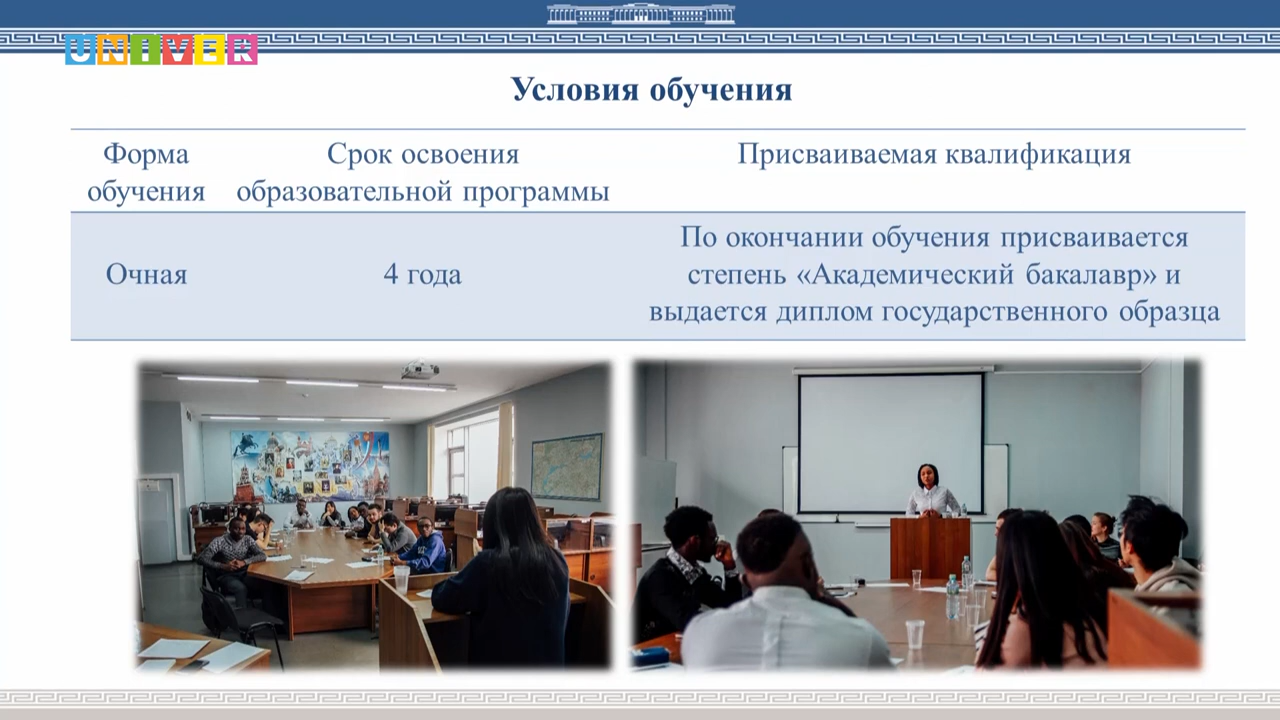 UNIVER
Условия обучения
Форма
обучения
Срок освоения
образовательной программы
Присваиваемая квалификация
Очная
4 года
По окончании обучения присваивается
степень «Академический бакалавр» и
выдается диплом государственного образца